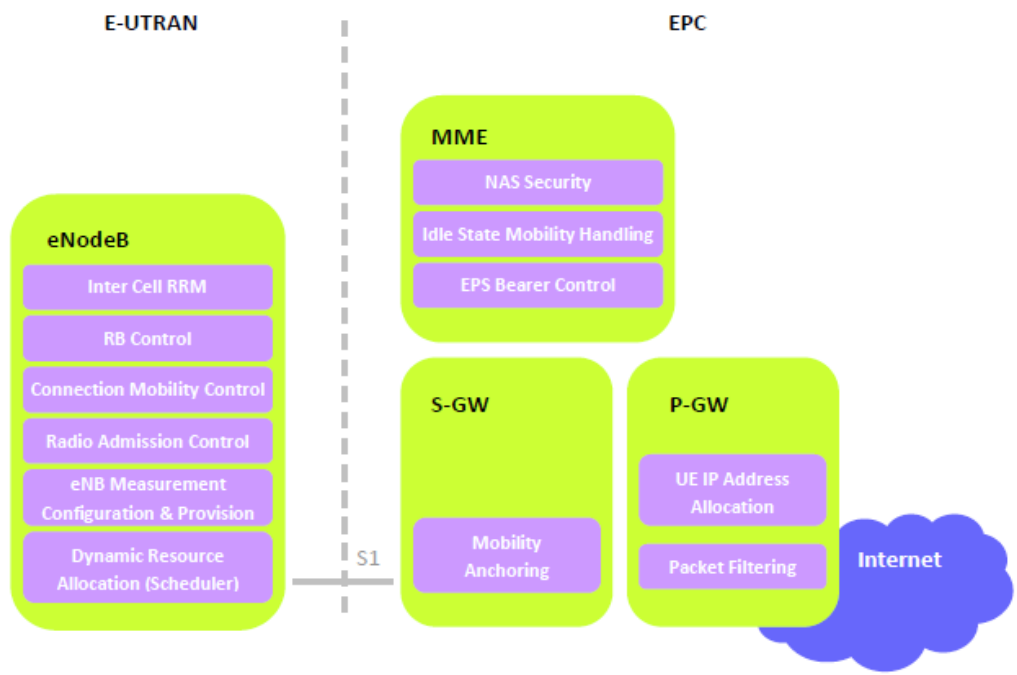 E-UTRAN
EPC
MME
NAS Security
Idle State Mobility Handling
EPS Bearer Control
eNodeB
Inter Cell RRM
RB Control
Connection Mobility Control
Radio Admission Control
eNB Measurement
Configuration & Provision
Dynamic Resource
Allocation (Scheduler)
S1
S-GW
Mobility
Anchoring
P-GW
UE IP Address
Allocation
Packet Filtering
Internet